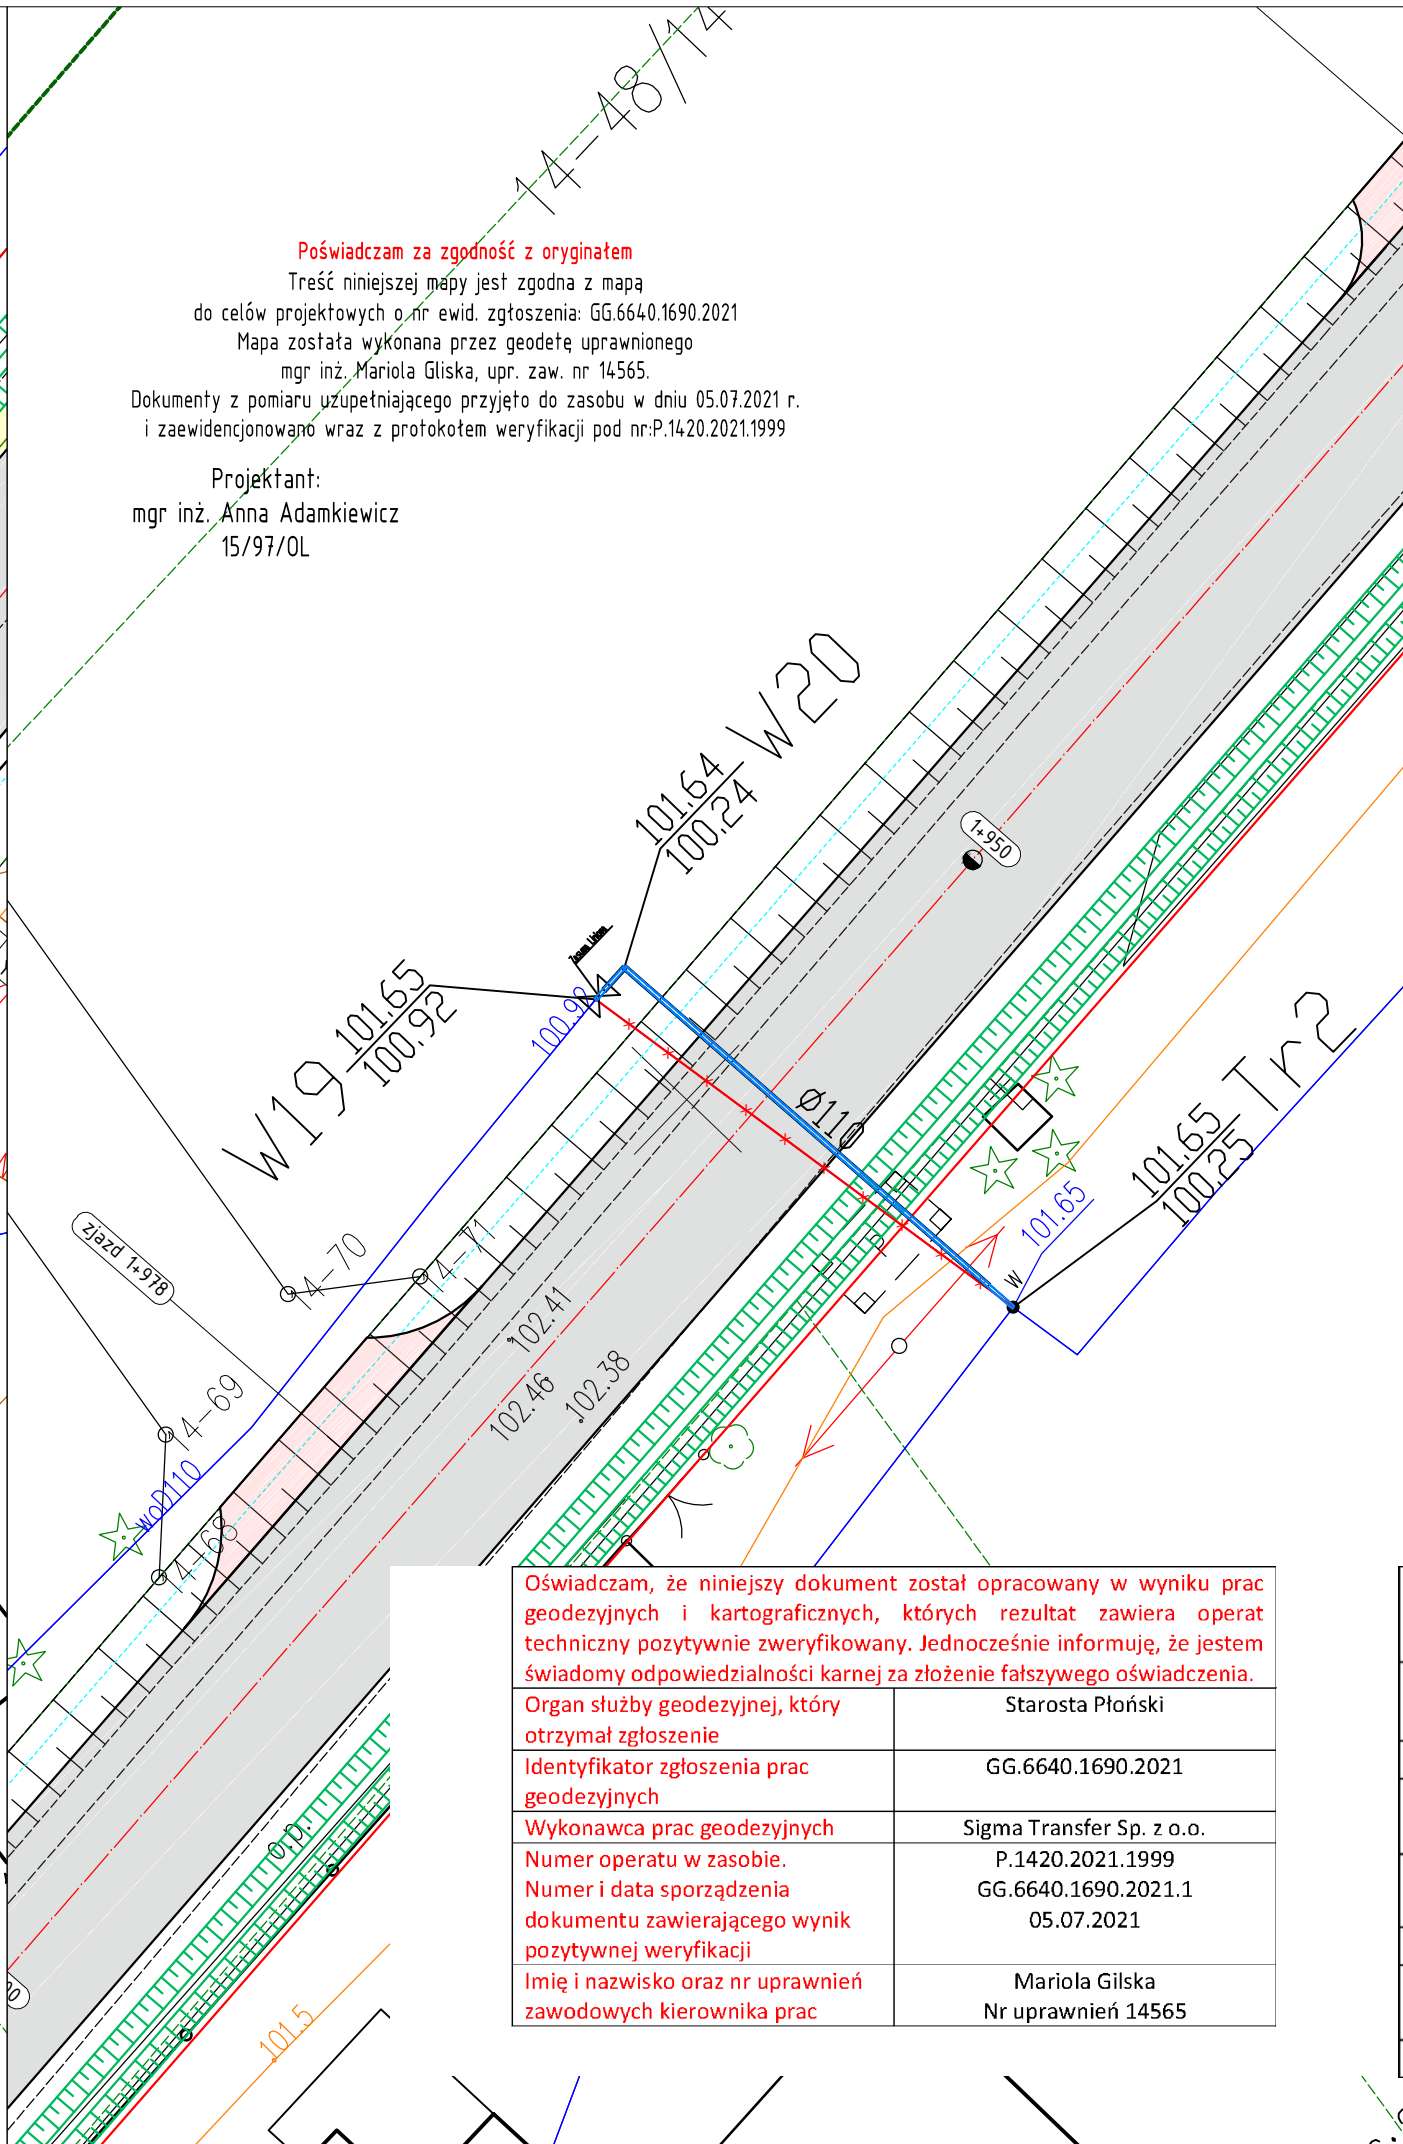 14-48/14
Poświadczam za zgodność z oryginałem
Treść niniejszej mapy jest zgodna z mapą
do celów projektowych o nr ewid. zgłoszenia: GG.6640.1690.2021
Mapa została wykonana przez geodetę uprawnionego
mgr inż. Mariola Gliska, upr. zaw. nr 14565.
Dokumenty z pomiaru uzupełniającego przyjęto do zasobu w dniu 05.07.2021 r.
i zaewidencjonowano wraz z protokołem weryfikacji pod nr:P.1420.2021.1999
Projektant:
mgr inż. Anna Adamkiewicz
15/97/OL
101.64
100.24
W20
1+950
W19
101.65
100.92
100.92
Ø110
Tr2
101.65
100.25
101.65
W
zjazd 1+978
14-70
14-71
102.41
102.46
102.38
14-69
woD110
14-68
o.p.
101.5
Oświadczam, że niniejszy dokument został opracowany w wyniku prac
geodezyjnych i kartograficznych, których rezultat zawiera operat
techniczny pozytywnie zweryfikowany. Jednocześnie informuję, że jestem
świadomy odpowiedzialności karnej za złożenie fałszywego oświadczenia.
Organ służby geodezyjnej, który
otrzymał zgłoszenie
Starosta Płoński
Identyfikator zgłoszenia prac
geodezyjnych
GG.6640.1690.2021
Wykonawca prac geodezyjnych
Sigma Transfer Sp. z o.o.
Numer operatu w zasobie.
Numer i data sporządzenia
dokumentu zawierającego wynik
pozytywnej weryfikacji
P.1420.2021.1999
GG.6640.1690.2021.1
05.07.2021
Imię i nazwisko oraz nr uprawnień
zawodowych kierownika prac
Mariola Gilska
Nr uprawnień 14565